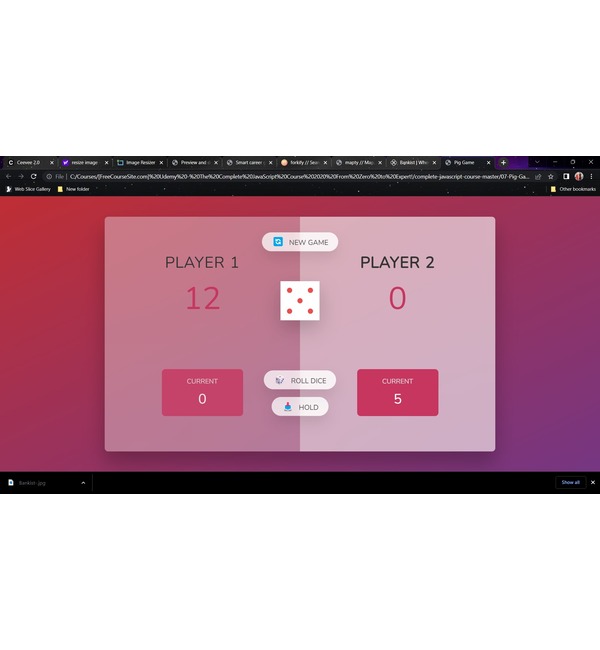 Ceevee 2.0
resize image
Image Resizer
Preview and
Smart career
forkify // Sear
mapty // Map
Bankist | Whe
Pig Game
File | C:/Courses/[FreeCourseSite.com]%20Udemy%20-%20The%20Complete%20JavaScript%20Course%202020%20From%20Zero%20to%20Expert!/complete-javascript-course-master/07-Pig-Ga...
Web Slice Gallery
New folder
Other bookmarks
NEW GAME
PLAYER 1
PLAYER 2
12
0
CURRENT
0
ROLL DICE
HOLD
CURRENT
5
Bankist-.jpg
Show all